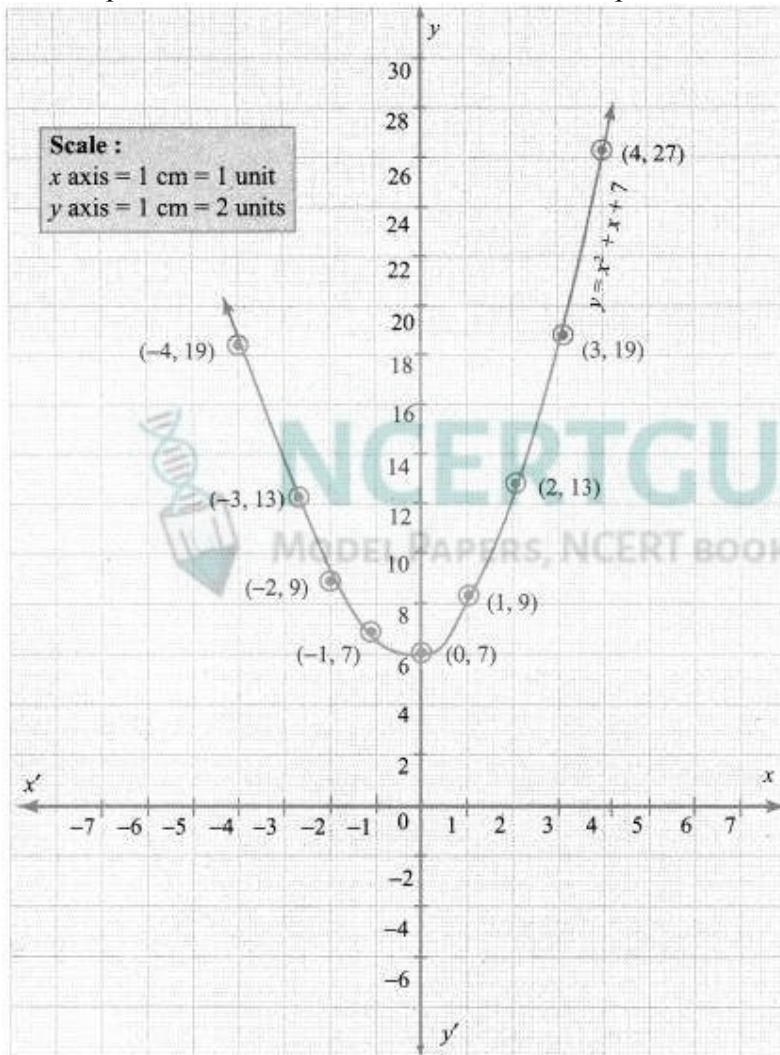 y
30
28
Scale :
x axis = 1 cm = 1 unit
y axis = 1 cm = 2 units
(4, 27)
26
24
y = x² + x + 7
22
20
(–4, 19)
(3, 19)
18
16
NCERTGU
14
(–3, 13)
(2, 13)
12
MODEL PAPERS, NCERT BOOK
10
(–2, 9)
8
(1, 9)
(–1, 7)
6
(0, 7)
4
2
x′
x
–7 –6 –5 –4 –3 –2 –1 0 1 2 3 4 5 6 7
–2
–4
–6
y′